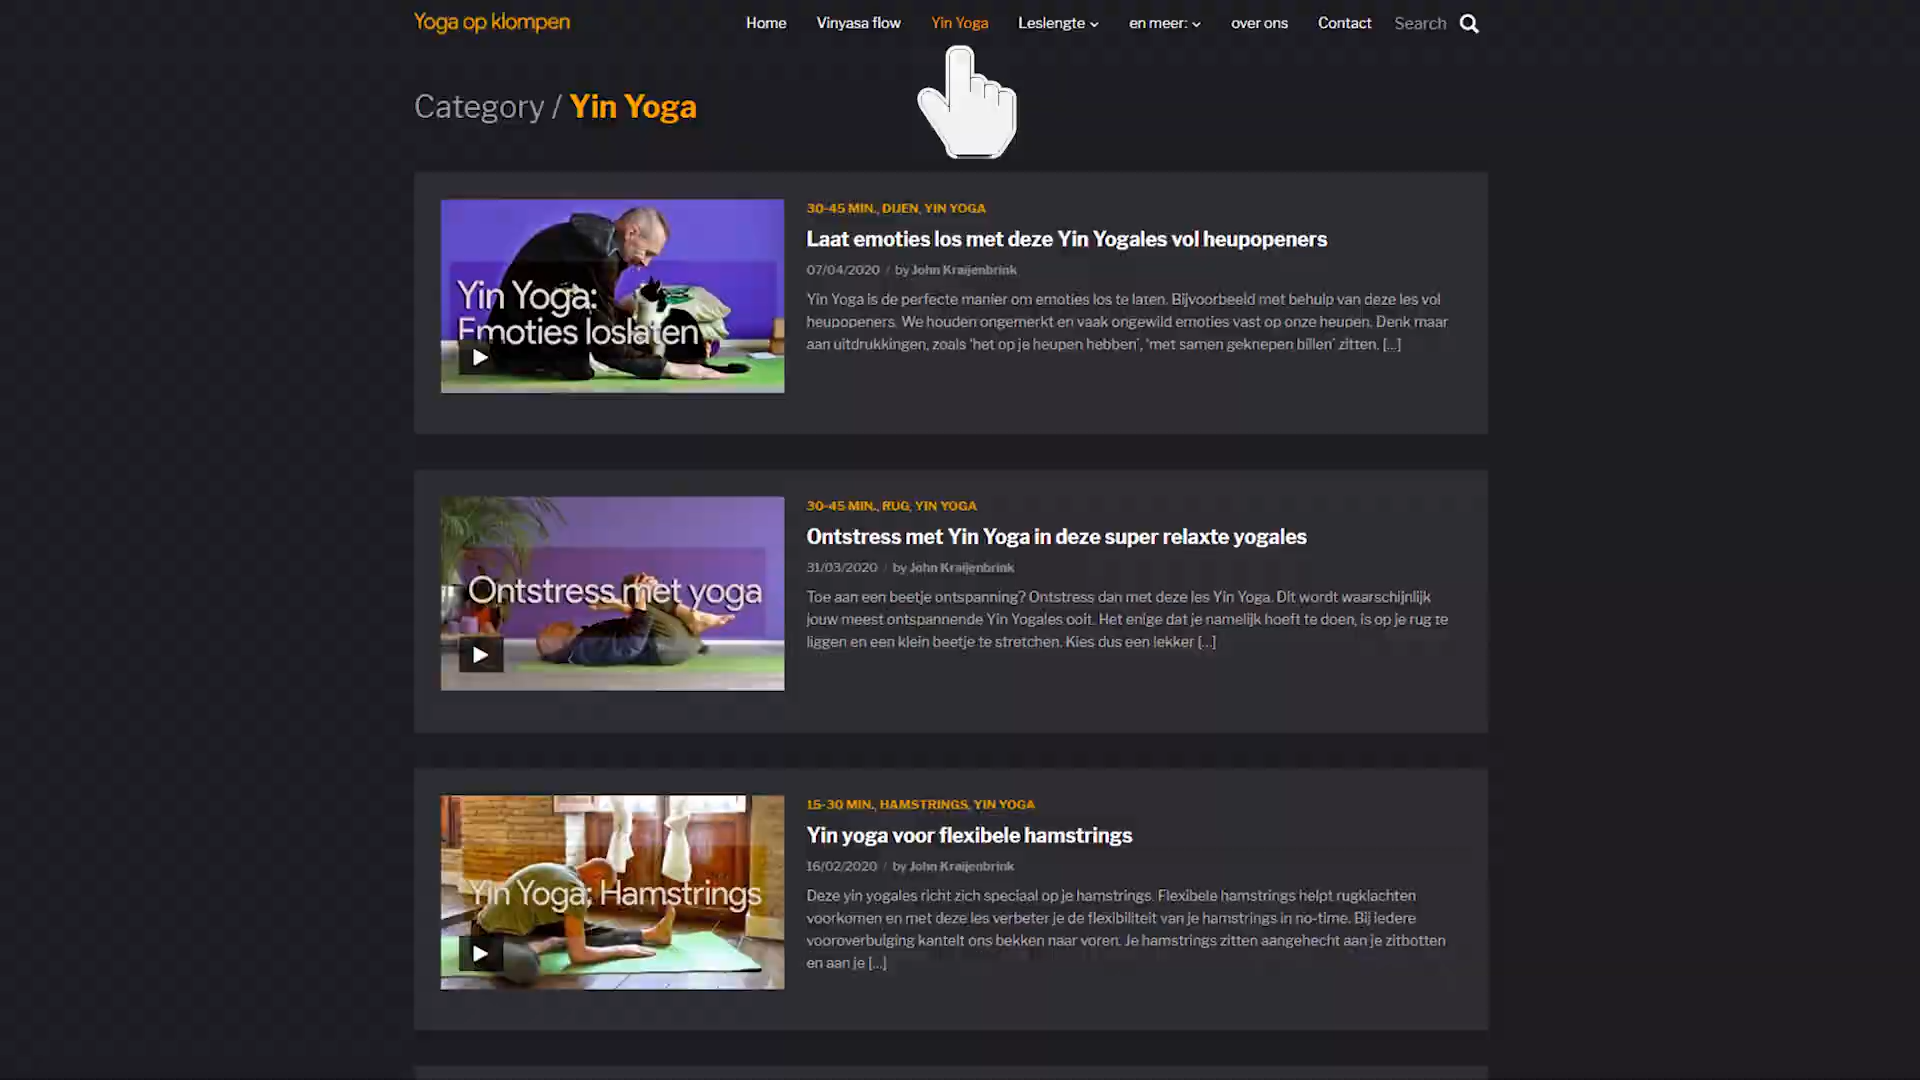 Yoga op klompen
Home
Vinyasa flow
Yin Yoga
Leslengte
en meer:
over ons
Contact
Search
Category / Yin Yoga
Yin Yoga:
Emoties loslaten
30-45 MIN., DIJEN, YIN YOGA
Laat emoties los met deze Yin Yogales vol heupopeners
07/04/2020 / by John Kraijenbrink
Yin Yoga is de perfecte manier om emoties los te laten. Bijvoorbeeld met behulp van deze les vol
heupopeners. We houden ongemerkt en vaak ongewild emoties vast op onze heupen. Denk maar
aan uitdrukkingen, zoals 'het op je heupen hebben', 'met samen geknepen billen' zitten. [...]
Ontstress met yoga
30-45 MIN., RUG, YIN YOGA
Ontstress met Yin Yoga in deze super relaxte yogales
31/03/2020 / by John Kraijenbrink
Toe aan een beetje ontspanning? Ontstress dan met deze les Yin Yoga. Dit wordt waarschijnlijk
jouw meest ontspannende Yin Yogales ooit. Het enige dat je namelijk hoeft te doen, is op je rug te
liggen en een klein beetje te stretchen. Kies dus een lekker [...]
Yin Yoga; Hamstrings
15-30 MIN., HAMSTRINGS, YIN YOGA
Yin yoga voor flexibele hamstrings
16/02/2020 / by John Kraijenbrink
Deze yin yogales richt zich speciaal op je hamstrings. Flexibele hamstrings helpt rugklachten
voorkomen en met deze les verbeter je de flexibiliteit van je hamstrings in no-time. Bij iedere
vooroverbuiging kantelt ons bekken naar voren. Je hamstrings zitten aangehecht aan je zitbotten
en aan je [...]